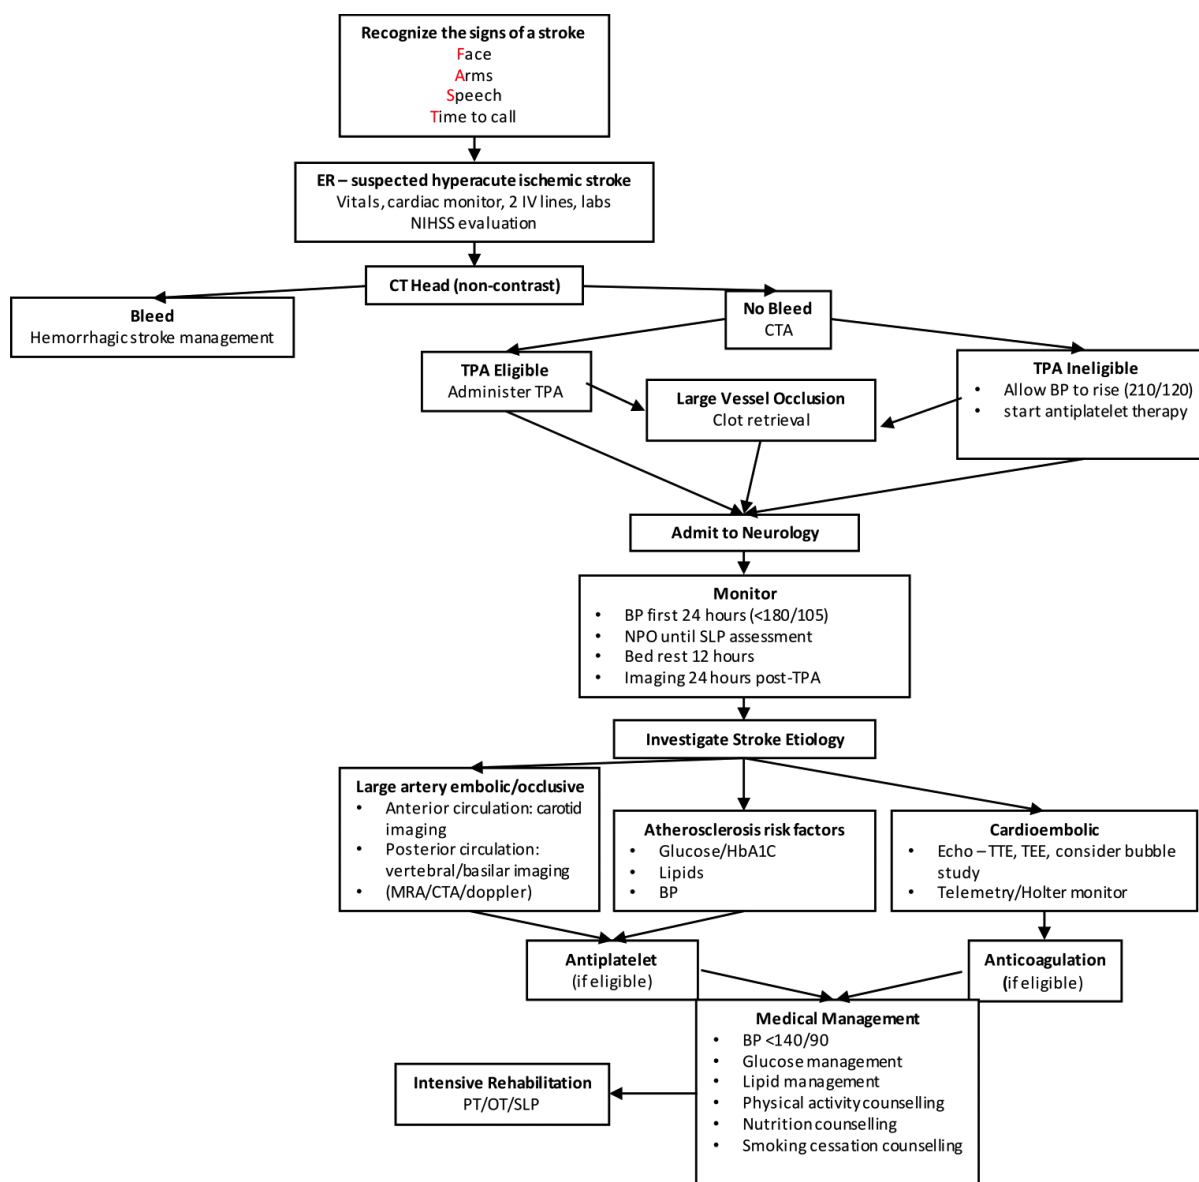 Recognize the signs of a stroke
Face
Arms
Speech
Time to call
ER – suspected hyperacute ischemic stroke
Vitals, cardiac monitor, 2 IV lines, labs
NIHSS evaluation
CT Head (non-contrast)
Bleed
Hemorrhagic stroke management
No Bleed
CTA
TPA Eligible
Administer TPA
Large Vessel Occlusion
Clot retrieval
TPA Ineligible
• Allow BP to rise (210/120)
• start antiplatelet therapy
Admit to Neurology
Monitor
• BP first 24 hours (<180/105)
• NPO until SLP assessment
• Bed rest 12 hours
• Imaging 24 hours post-TPA
Investigate Stroke Etiology
Large artery embolic/occlusive
• Anterior circulation: carotid
imaging
• Posterior circulation:
vertebral/basilar imaging
• (MRA/CTA/doppler)
Atherosclerosis risk factors
• Glucose/HbA1C
• Lipids
• BP
Cardioembolic
• Echo – TTE, TEE, consider bubble
study
• Telemetry/Holter monitor
Antiplatelet
(if eligible)
Anticoagulation
(if eligible)
Medical Management
• BP <140/90
• Glucose management
• Lipid management
• Physical activity counselling
• Nutrition counselling
• Smoking cessation counselling
Intensive Rehabilitation
PT/OT/SLP